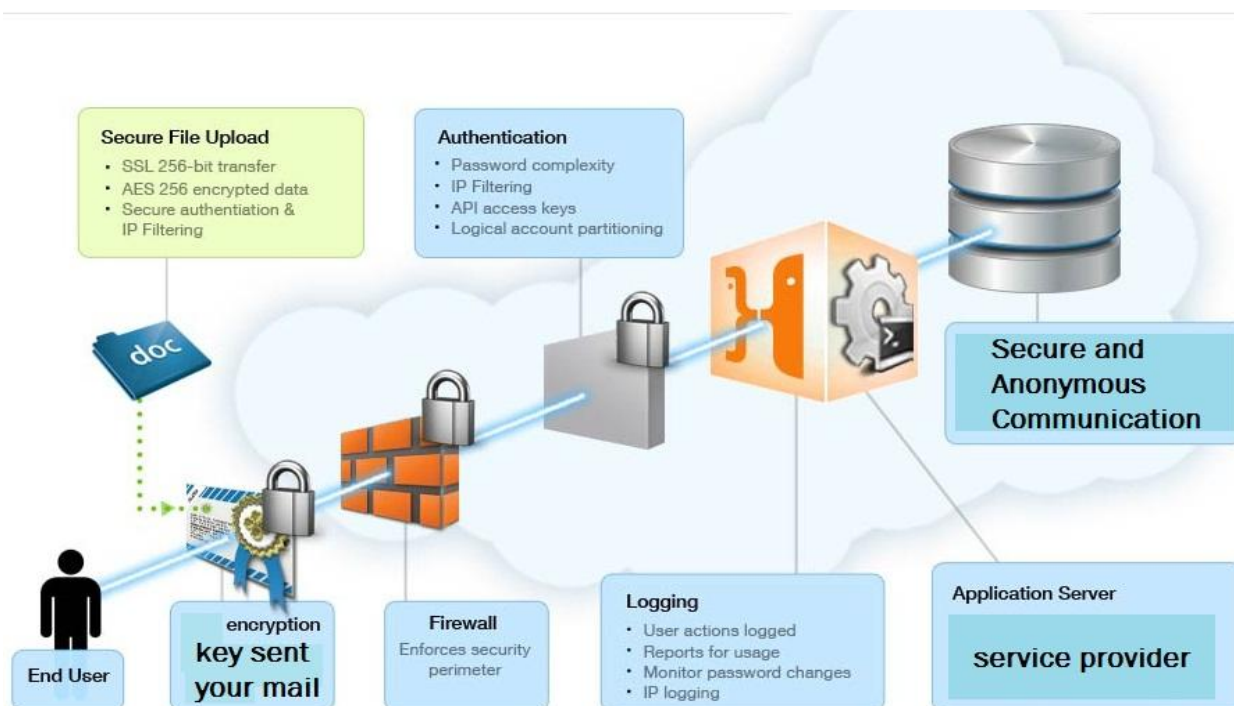 Secure File Upload
• SSL 256-bit transfer
• AES 256 encrypted data
• Secure authentiation &
IP Filtering
Authentication
• Password complexity
• IP Filtering
• API access keys
• Logical account partitioning
doc
Secure and
Anonymous
Communication
End User
encryption
key sent
your mail
Firewall
Enforces security
perimeter
Logging
• User actions logged
• Reports for usage
• Monitor password changes
• IP logging
Application Server
service provider